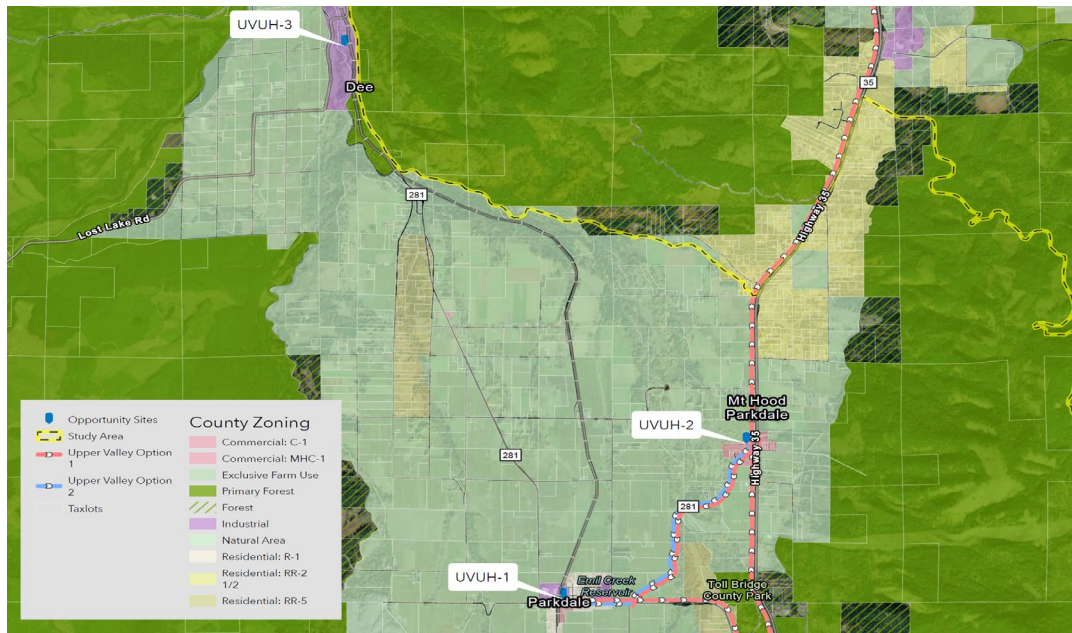 UVUH-3
Dee
35
281
Lost Lake Rd
Highway 35
Mt Hood
Parkdale
UVUH-2
Highway 35
281
281
UVUH-1
Emil Creek
Reservoir
Parkdale
Toll Bridge
County Park
Opportunity Sites
Study Area
Upper Valley Option
1
Upper Valley Option
2
Taxlots
County Zoning
Commercial: C-1
Commercial: MHC-1
Exclusive Farm Use
Primary Forest
Forest
Industrial
Natural Area
Residential: R-1
Residential: RR-2
1/2
Residential: RR-5